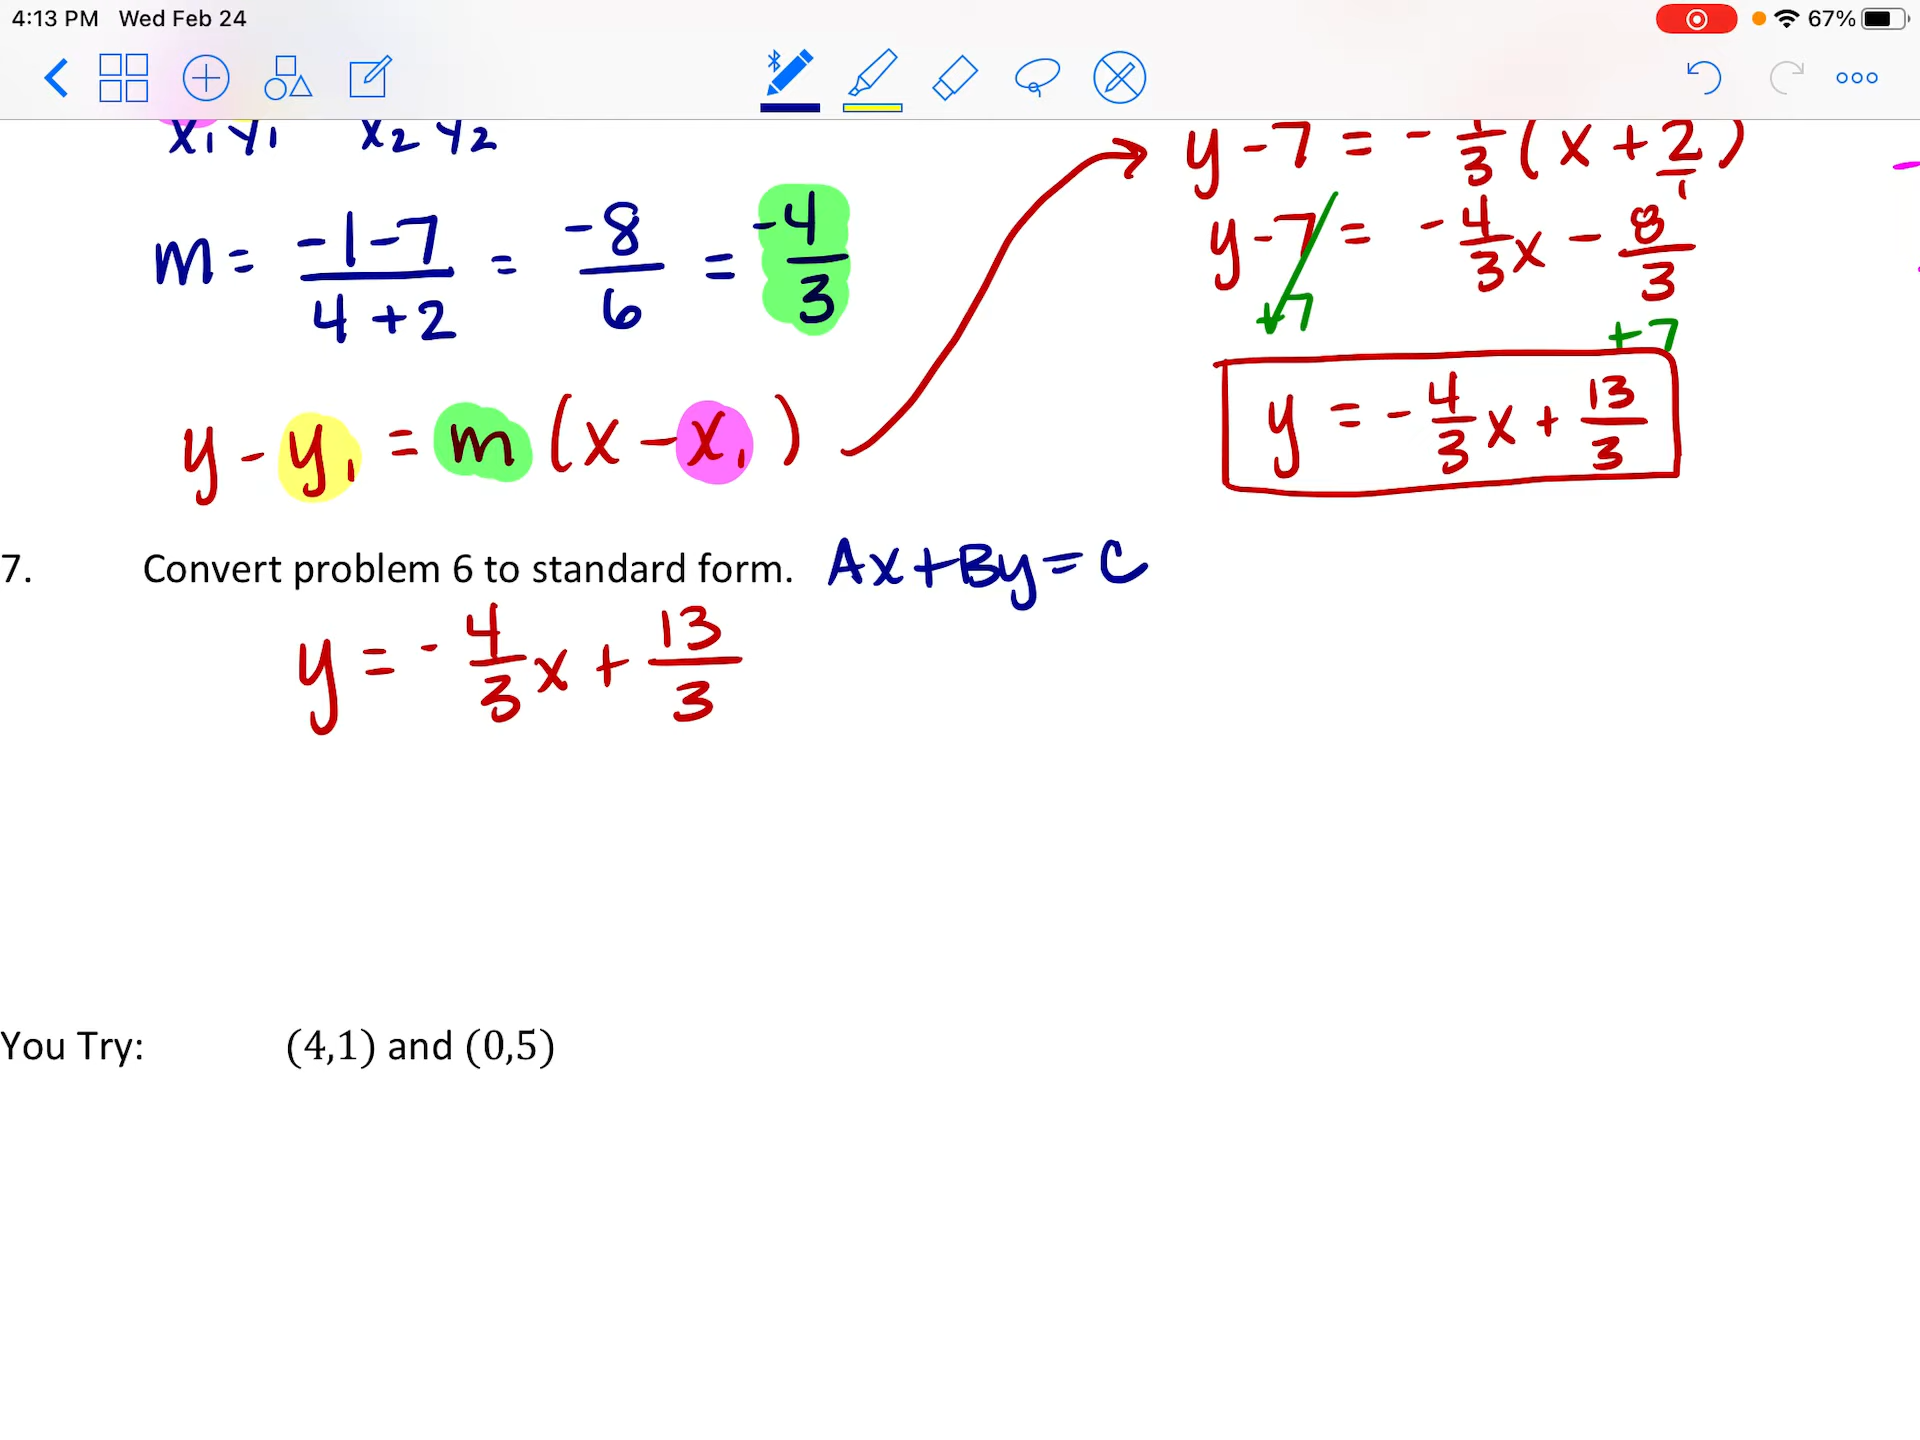 4:13 PM Wed Feb 24
67%
x₁ y₁ x₂ y₂
m = (-1-7)/(4+2) = -8/6 = -4/3
y - y₁ = m (x - x₁)
y - 7 = - /3 (x + 2/1)
y - 7 = - 4/3 x - 8/3
+7 +7
y = - 4/3 x + 13/3
7. Convert problem 6 to standard form. Ax + By = C
y = - 4/3 x + 13/3
You Try: (4,1) and (0,5)